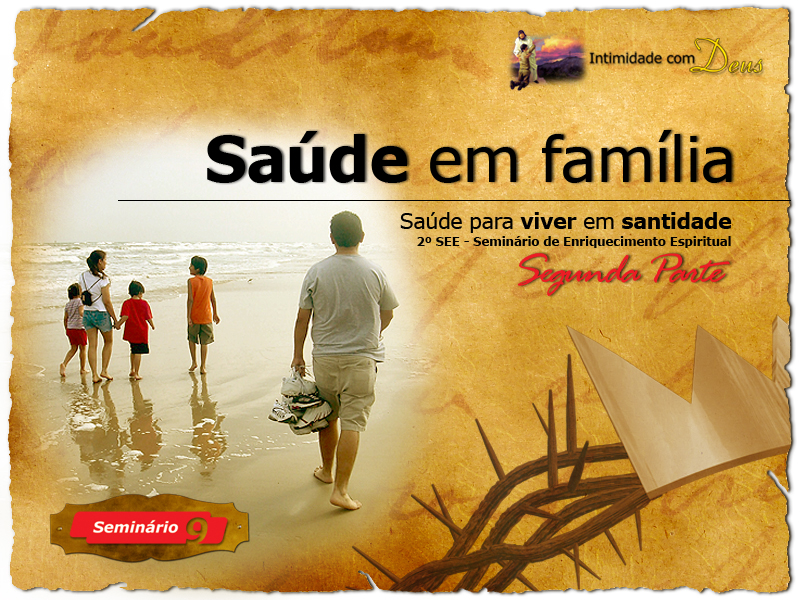 Intimidade com Deus
Saúde em família
Saúde para viver em santidade
2º SEE - Seminário de Enriquecimento Espiritual
Segunda Parte
Seminário 9